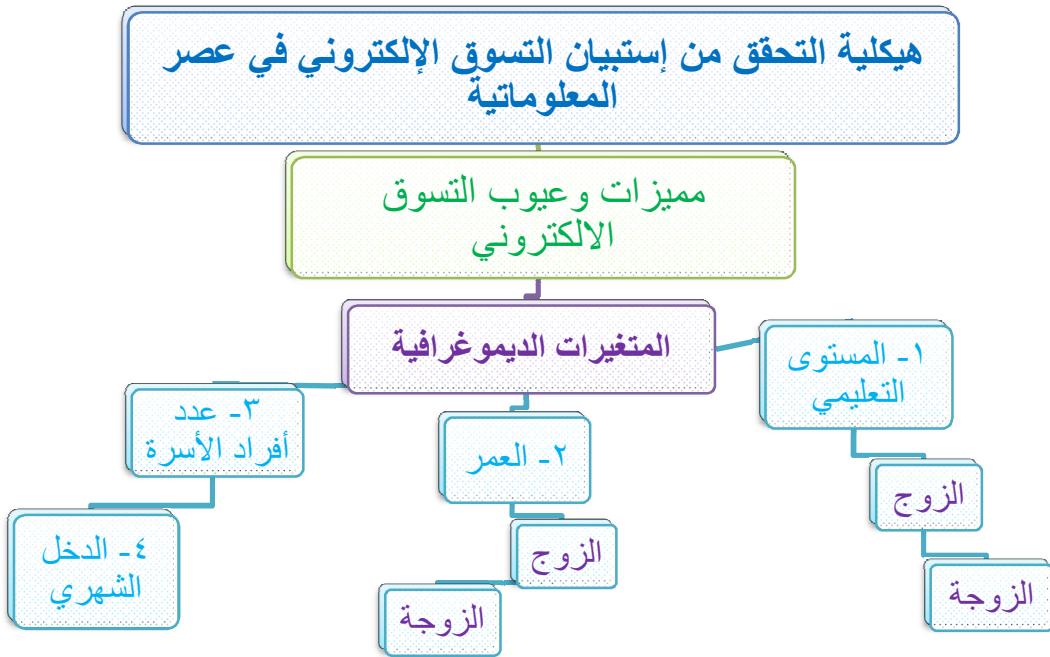 هيكلية التحقق من إستبيان التسوق الإلكتروني في عصر
المعلوماتية
مميزات وعيوب التسوق
الالكتروني
المتغيرات الديموغرافية
١- المستوى
التعليمي
الزوج
الزوجة
٢- العمر
الزوج
الزوجة
٣- عدد
أفراد الأسرة
٤- الدخل
الشهري